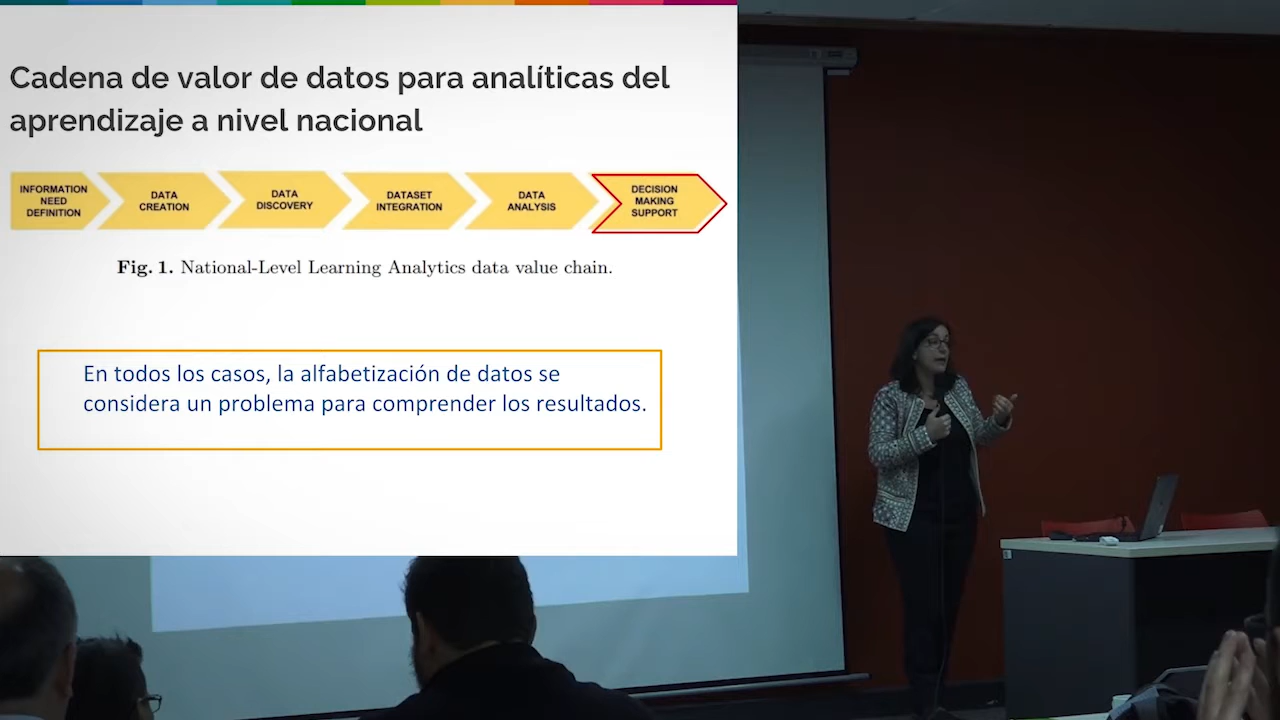 Cadena de valor de datos para analíticas del
aprendizaje a nivel nacional
INFORMATION
NEED
DEFINITION
DATA
CREATION
DATA
DISCOVERY
DATASET
INTEGRATION
DATA
ANALYSIS
DECISION
MAKING
SUPPORT
Fig. 1. National-Level Learning Analytics data value chain.
En todos los casos, la alfabetización de datos se
considera un problema para comprender los resultados.